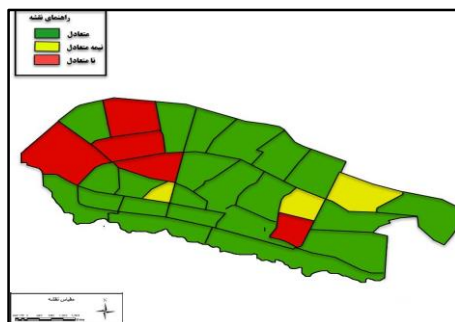 راهنمای نقشه
متعادل
نیمه متعادل
نا متعادل
مقیاس نقشه